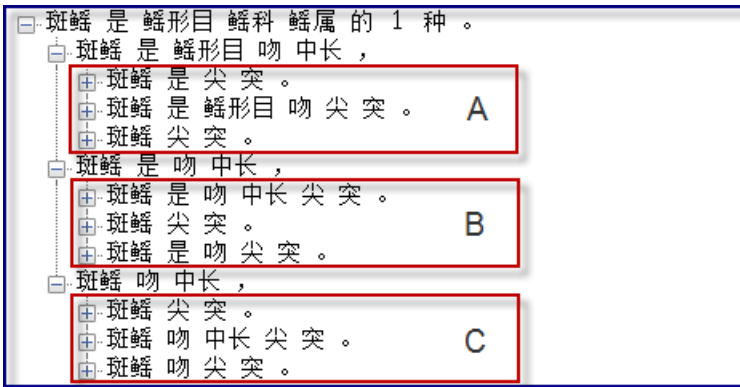 斑鳐 是 鳐形目 鳐科 鳐属 的 1 种 。
斑鳐 是 鳐形目 吻 中长 ，
斑鳐 是 尖 突 。
斑鳐 是 鳐形目 吻 尖 突 。 A
斑鳐 尖 突 。
斑鳐 是 吻 中长 ，
斑鳐 是 吻 中长 尖 突 。
斑鳐 尖 突 。 B
斑鳐 是 吻 尖 突 。
斑鳐 吻 中长 ，
斑鳐 尖 突 。
斑鳐 吻 中长 尖 突 。 C
斑鳐 吻 尖 突 。